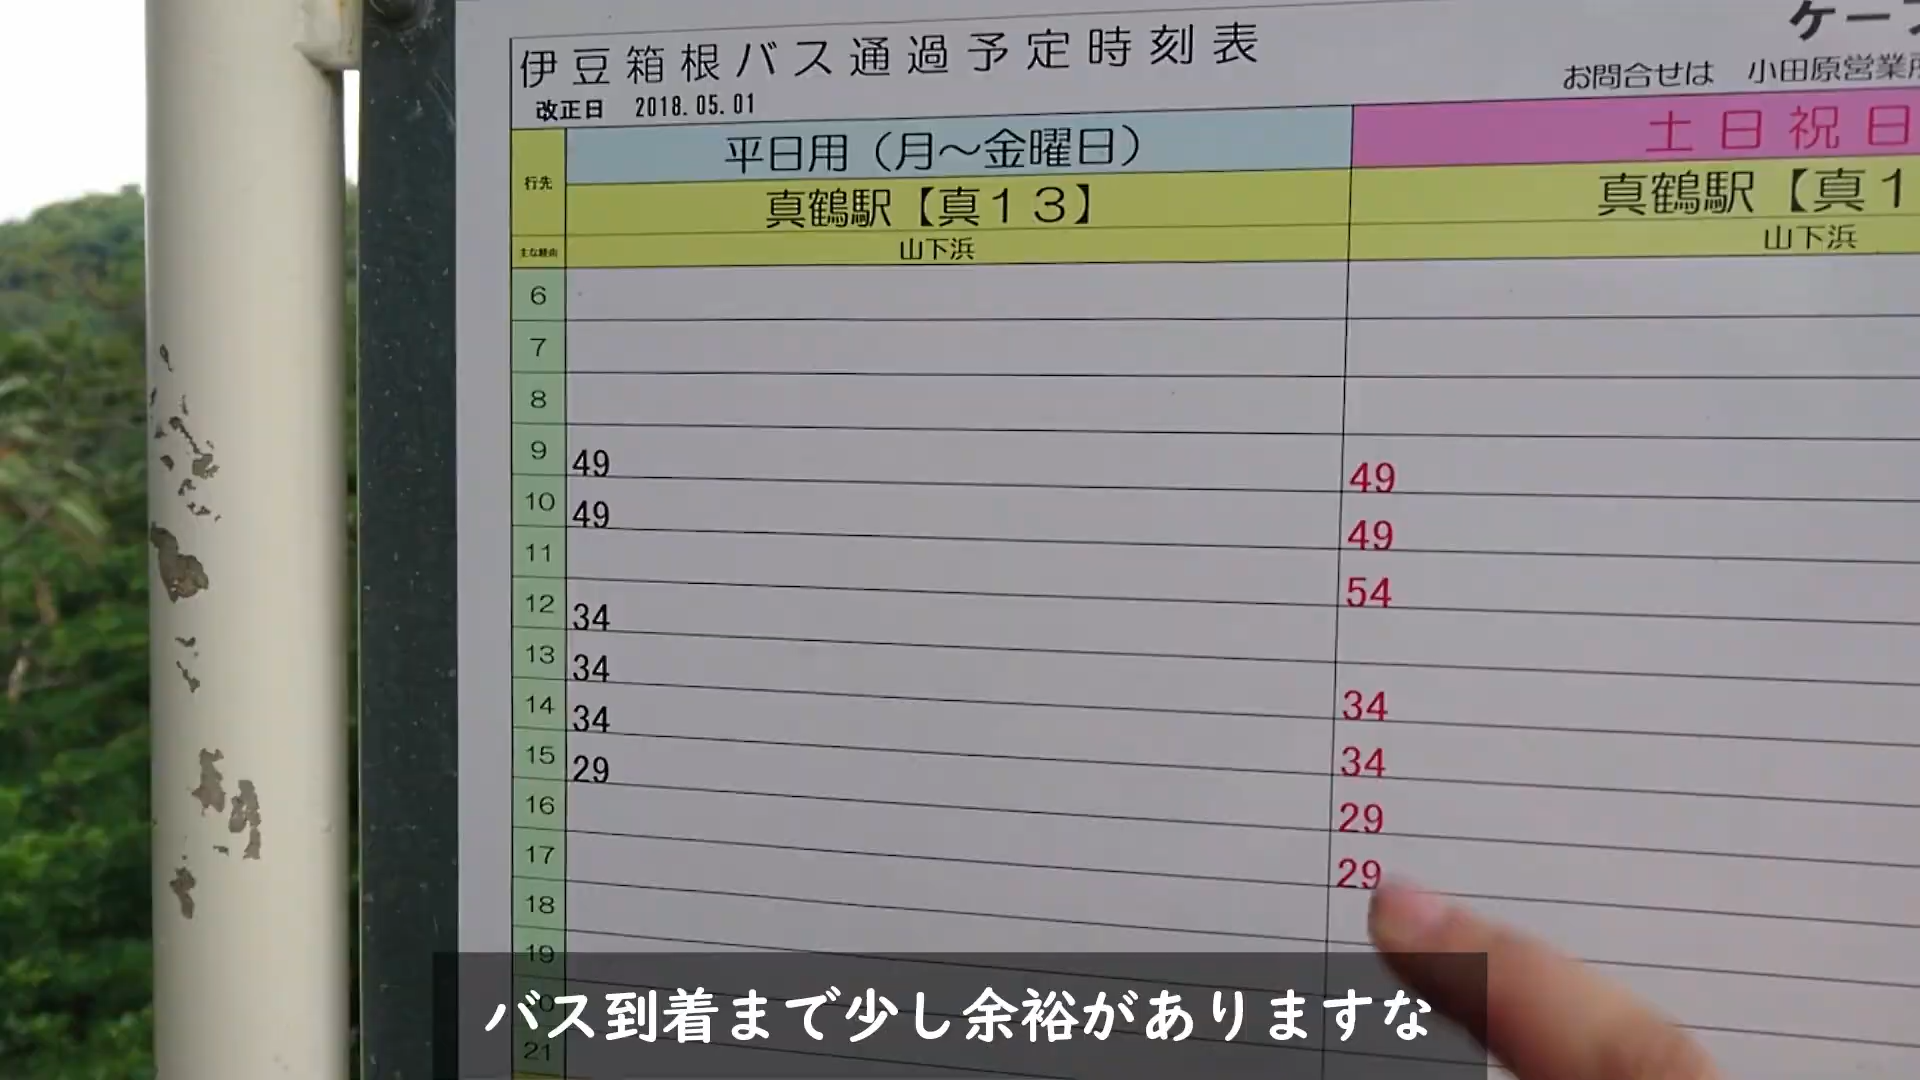 伊豆箱根バス通過予定時刻表
改正日 2018.05.01
お問合せは 小田原営業所
行先 平日用（月～金曜日） 土日祝日
真鶴駅【真１３】 真鶴駅【真１
主な経由 山下浜 山下浜
6
7
8
9 49 49
10 49 49
11 54
12 34
13 34 34
14 34 34
15 29 29
16 29
17
18
19
21
バス到着まで少し余裕がありますな